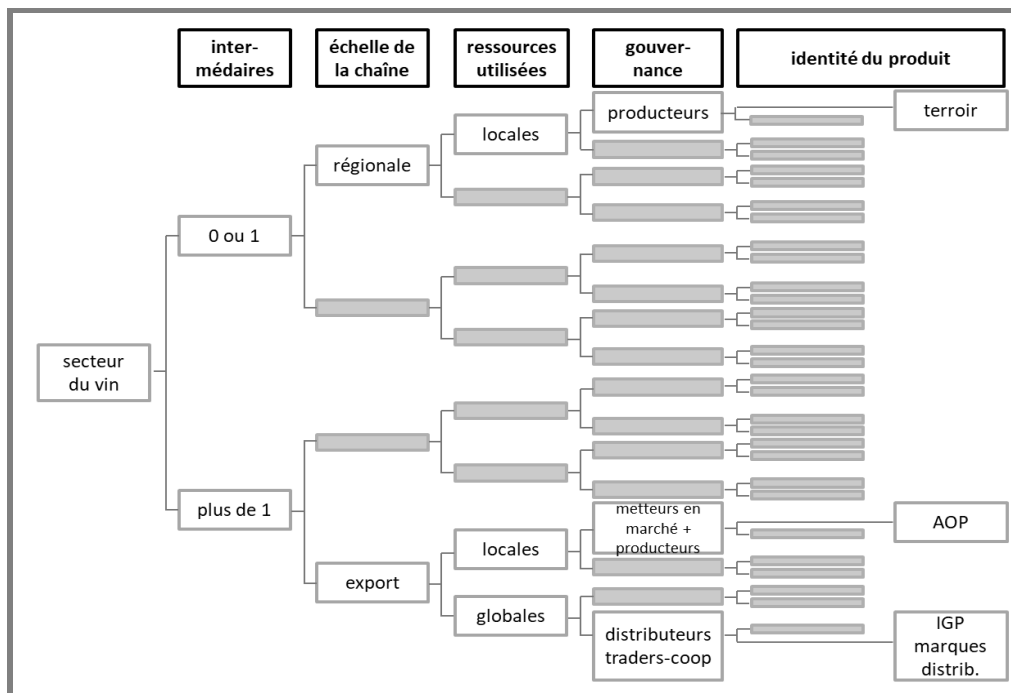 inter-
médaires
échelle de
la chaîne
ressources
utilisées
gouver-
nance
identité du produit
producteurs
terroir
locales
régionale
0 ou 1
secteur
du vin
plus de 1
metteurs en
marché +
producteurs
AOP
locales
export
globales
distributeurs
traders-coop
IGP
marques
distrib.